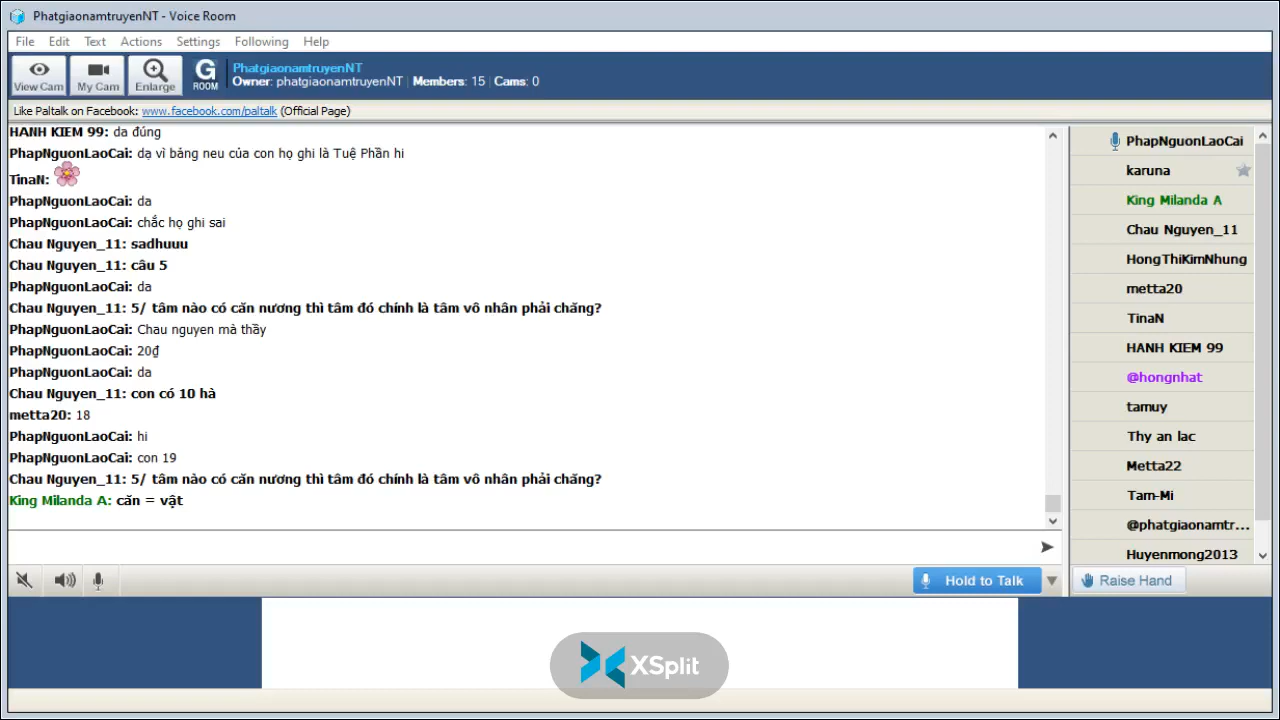 PhatgiaonamtruyenNT - Voice Room
File Edit Text Actions Settings Following Help
View Cam
My Cam
Enlarge
G
ROOM
PhatgiaonamtruyenNT
Owner: phatgiaonamtruyenNT | Members: 15 | Cams: 0
Like Paltalk on Facebook: www.facebook.com/paltalk (Official Page)
HANH KIEM 99: da đúng
PhapNguonLaoCai: dạ vì bảng neu của con họ ghi là Tuệ Phần hi
TinaN:
PhapNguonLaoCai: da
PhapNguonLaoCai: chắc họ ghi sai
Chau Nguyen_11: sadhuuu
Chau Nguyen_11: câu 5
PhapNguonLaoCai: da
Chau Nguyen_11: 5/ tâm nào có căn nương thì tâm đó chính là tâm vô nhân phải chăng?
PhapNguonLaoCai: Chau nguyen mà thầy
PhapNguonLaoCai: 20₫
PhapNguonLaoCai: da
Chau Nguyen_11: con có 10 hà
metta20: 18
PhapNguonLaoCai: hi
PhapNguonLaoCai: con 19
Chau Nguyen_11: 5/ tâm nào có căn nương thì tâm đó chính là tâm vô nhân phải chăng?
King Milanda A: căn = vật
Hold to Talk
PhapNguonLaoCai
karuna
King Milanda A
Chau Nguyen_11
HongThiKimNhung
metta20
TinaN
HANH KIEM 99
@hongnhat
tamuy
Thy an lac
Metta22
Tam-Mi
@phatgiaonamtr...
Huyenmong2013
Raise Hand
XSplit